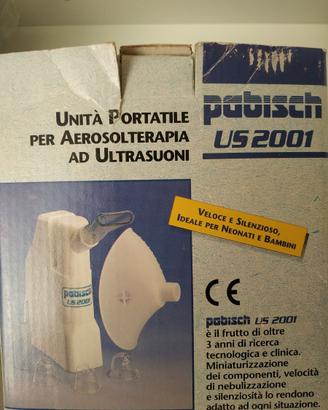 UNITÀ PORTATILE
PER AEROSOLTERAPIA
AD ULTRASUONI
pabisch
US 2001
VELOCE E SILENZIOSO,
IDEALE PER NEONATI E BAMBINI
pabisch
US 2001
CE
pabisch US 2001
è il frutto di oltre
3 anni di ricerca
tecnologica e clinica.
Miniaturizzazione
dei componenti, velocità
di nebulizzazione
e silenziosità lo rendono
adatto ad ogni situazione.